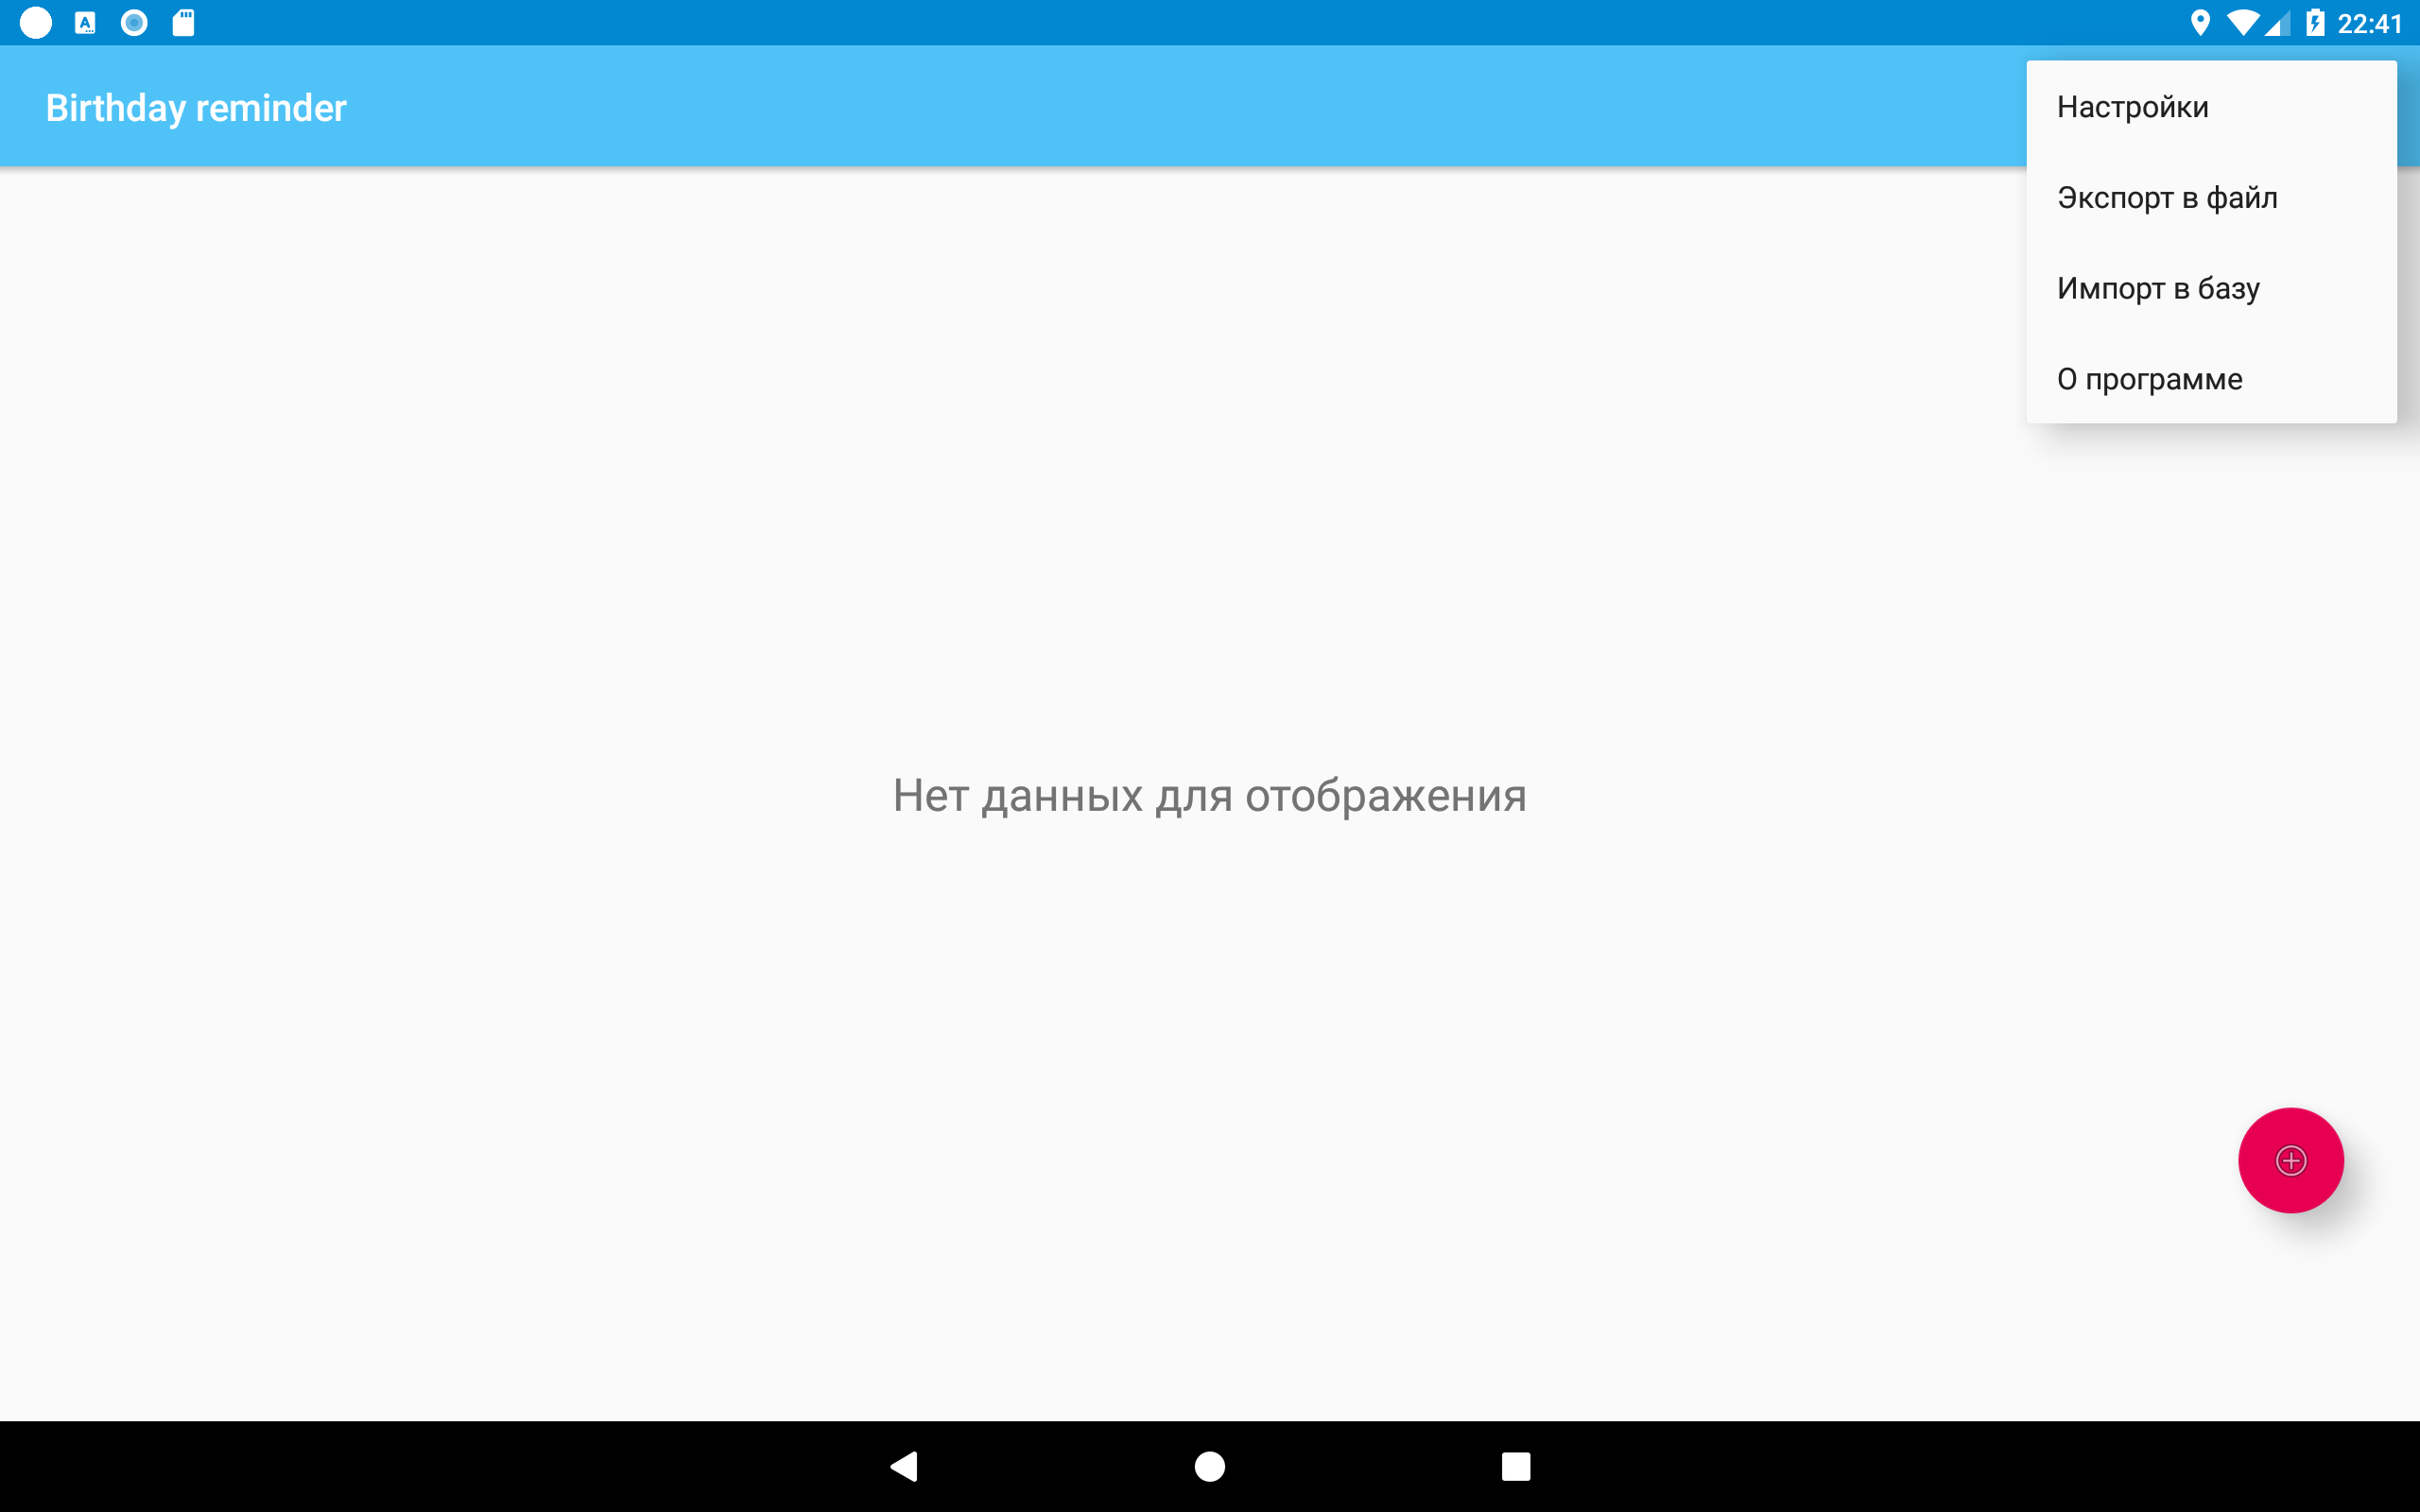 22:41
Birthday reminder
Настройки
Экспорт в файл
Импорт в базу
О программе
Нет данных для отображения